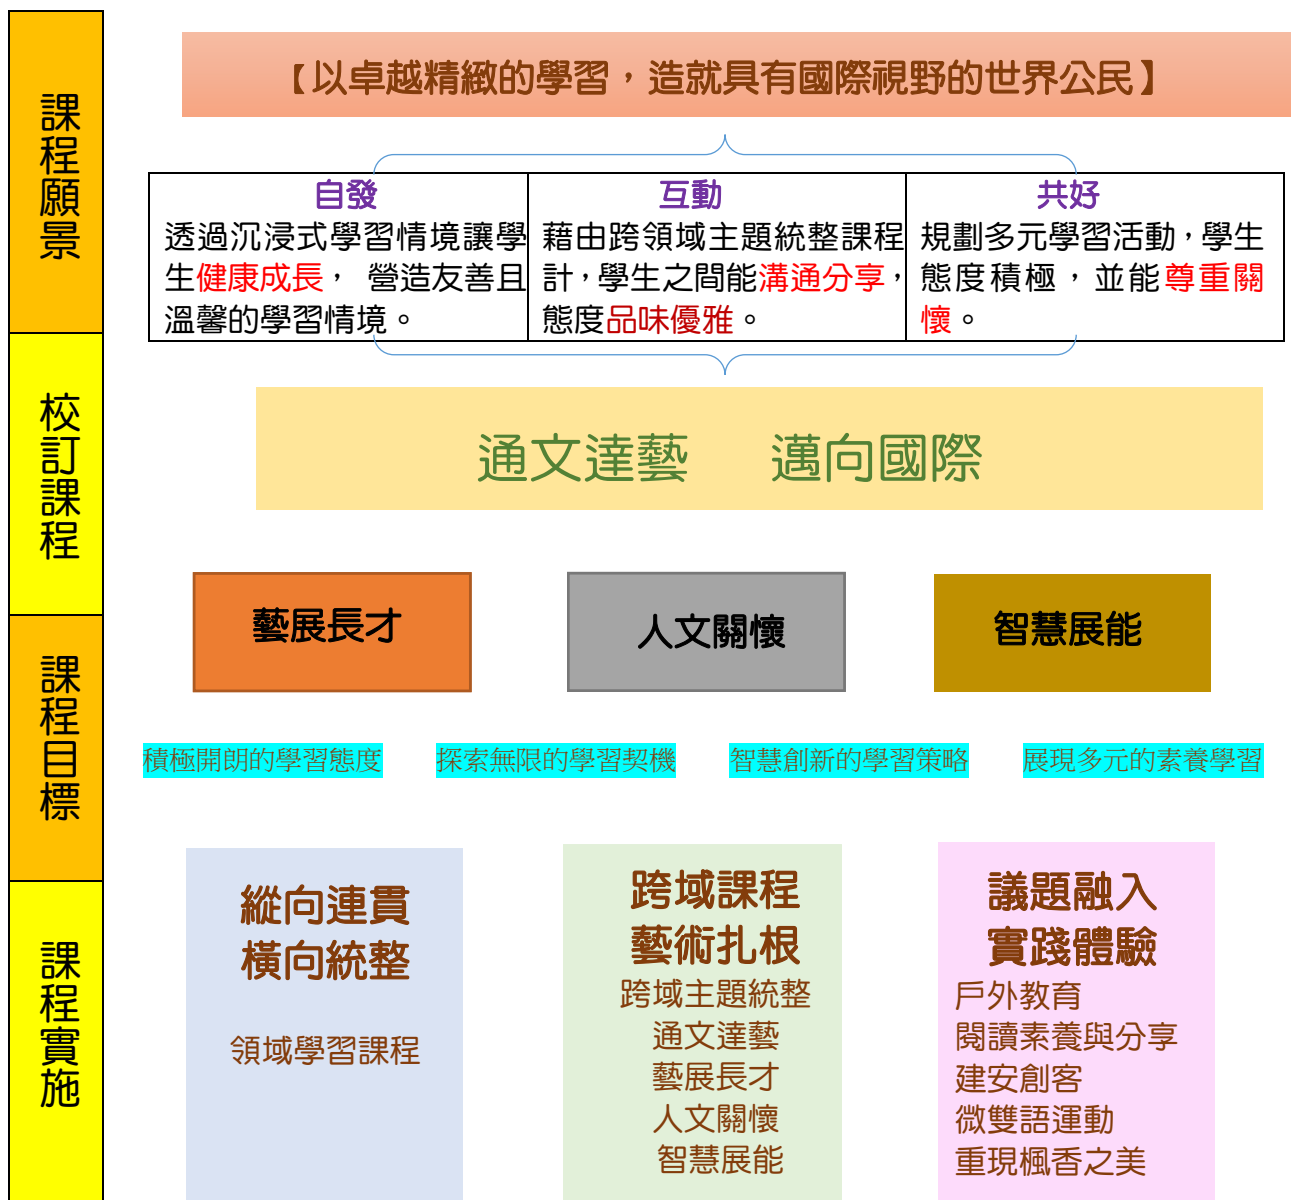 課程願景
【以卓越精緻的學習，造就具有國際視野的世界公民】
自發
透過沉浸式學習情境讓學
生健康成長， 營造友善且
溫馨的學習情境。
互動
藉由跨領域主題統整課程
計，學生之間能溝通分享，
態度品味優雅。
共好
規劃多元學習活動，學生
態度積極，並能尊重關
懷。
校訂課程
通文達藝 邁向國際
藝展長才
人文關懷
智慧展能
課程目標
積極開朗的學習態度
探索無限的學習契機
智慧創新的學習策略
展現多元的素養學習
課程實施
縱向連貫
橫向統整
領域學習課程
跨域課程
藝術扎根
跨域主題統整
通文達藝
藝展長才
人文關懷
智慧展能
議題融入
實踐體驗
戶外教育
閱讀素養與分享
建安創客
微雙語運動
重現楓香之美